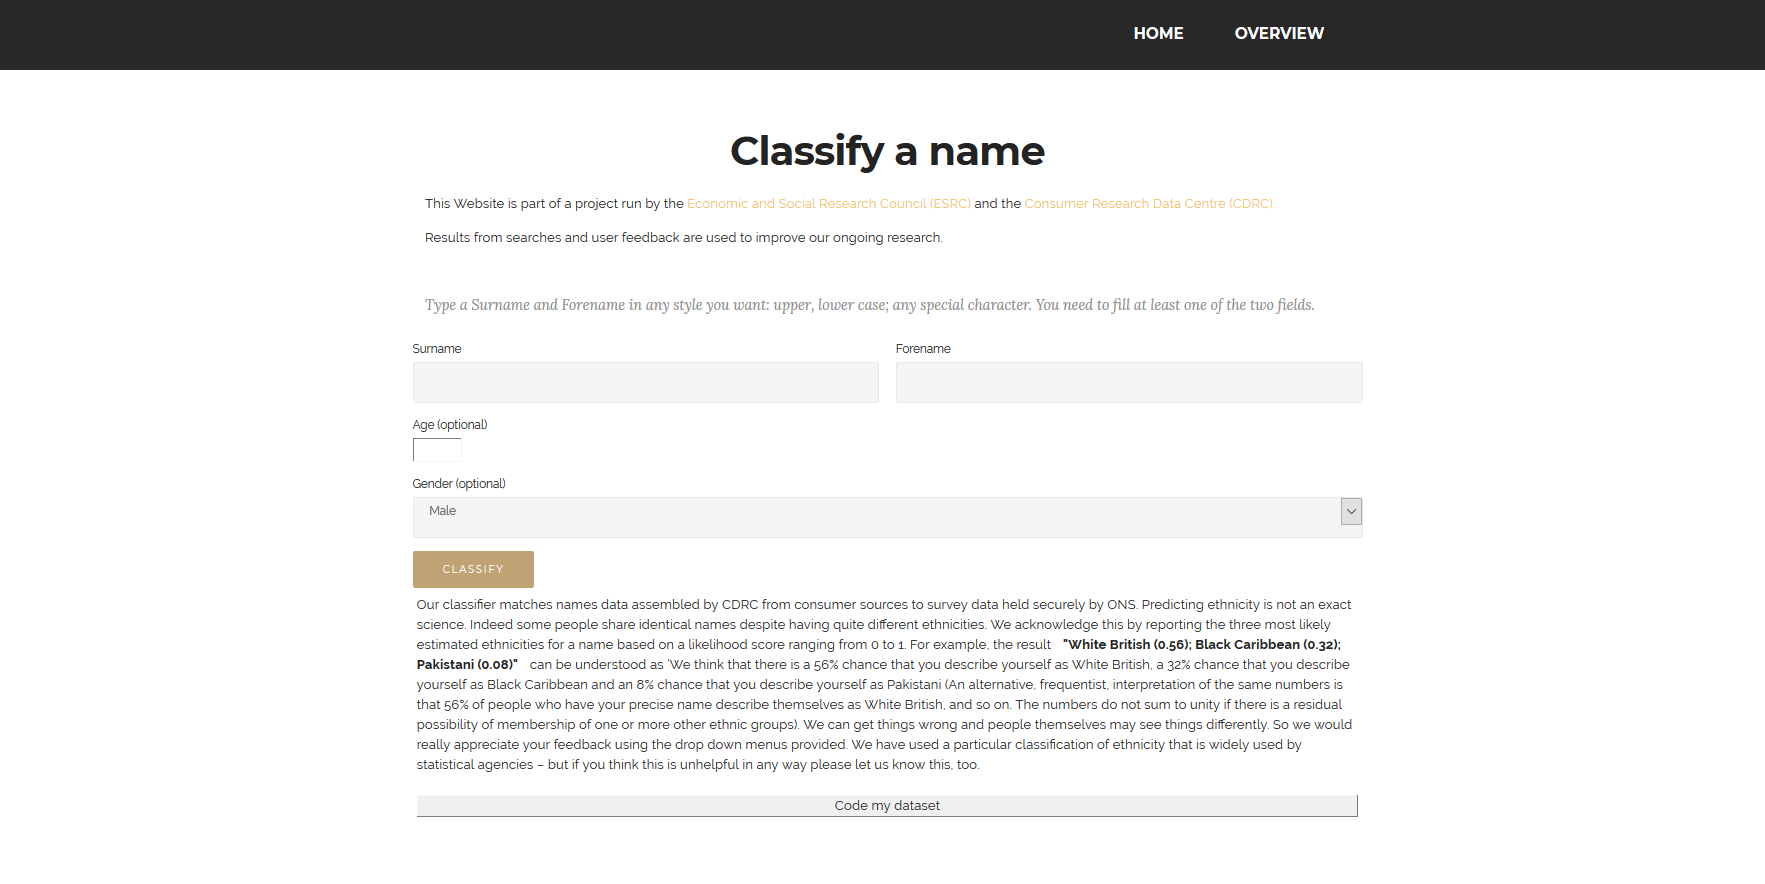 HOME OVERVIEW
Classify a name
This Website is part of a project run by the Economic and Social Research Council (ESRC) and the Consumer Research Data Centre (CDRC).
Results from searches and user feedback are used to improve our ongoing research.
Type a Surname and Forename in any style you want: upper, lower case; any special character. You need to fill at least one of the two fields.
Surname Forename
Age (optional)
Gender (optional)
Male
CLASSIFY
Our classifier matches names data assembled by CDRC from consumer sources to survey data held securely by ONS. Predicting ethnicity is not an exact
science. Indeed some people share identical names despite having quite different ethnicities. We acknowledge this by reporting the three most likely
estimated ethnicities for a name based on a likelihood score ranging from 0 to 1. For example, the result "White British (0.56); Black Caribbean (0.32);
Pakistani (0.08)" can be understood as 'We think that there is a 56% chance that you describe yourself as White British, a 32% chance that you describe
yourself as Black Caribbean and an 8% chance that you describe yourself as Pakistani (An alternative, frequentist, interpretation of the same numbers is
that 56% of people who have your precise name describe themselves as White British, and so on. The numbers do not sum to unity if there is a residual
possibility of membership of one or more other ethnic groups). We can get things wrong and people themselves may see things differently. So we would
really appreciate your feedback using the drop down menus provided. We have used a particular classification of ethnicity that is widely used by
statistical agencies – but if you think this is unhelpful in any way please let us know this, too.
Code my dataset